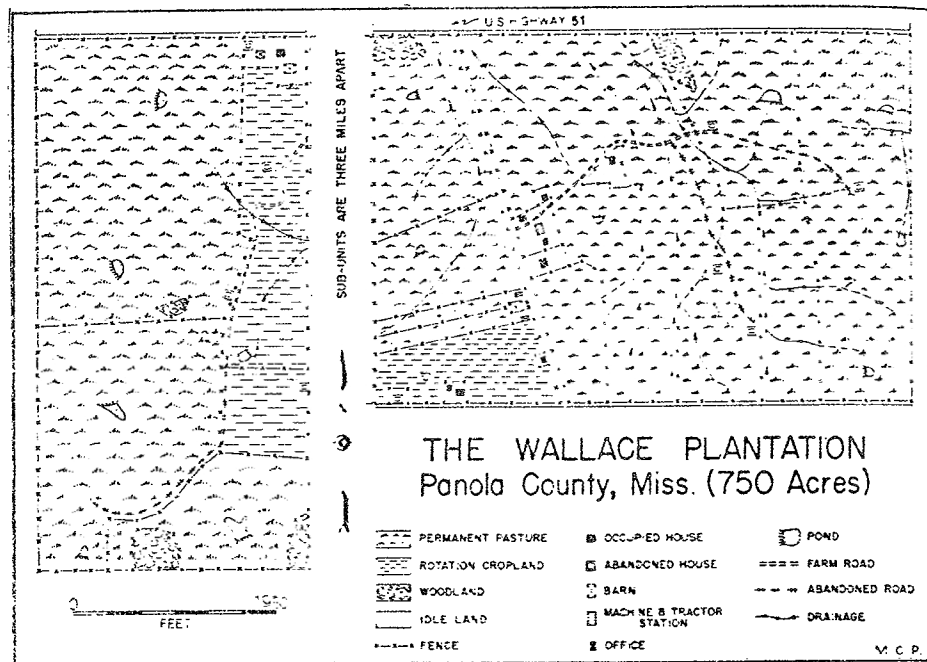 U S HIGHWAY 51
SUB-UNITS ARE THREE MILES APART
THE WALLACE PLANTATION
Panola County, Miss. (750 Acres)
PERMANENT PASTURE
ROTATION CROPLAND
WOODLAND
IDLE LAND
FENCE
OCCUPIED HOUSE
ABANDONED HOUSE
BARN
MACHINE & TRACTOR
STATION
OFFICE
POND
FARM ROAD
ABANDONED ROAD
DRAINAGE
0
FEET
M.C.P.